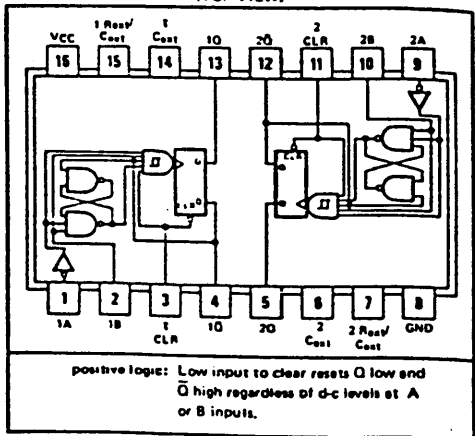 1 Rext/ 1 2
VCC Cext Cext 1Q 2Q̅ CLR 2B 2A
16 15 14 13 12 11 10 9
Q
CLR
Q
CLR
Q̅
1 2 3 4 5 6 7 8
1A 1B 1 1Q̅ 2Q 2 2 Rext/ GND
CLR Cext Cext
positive logic: Low input to clear resets Q low and
Q̅ high regardless of d-c levels at A
or B inputs.